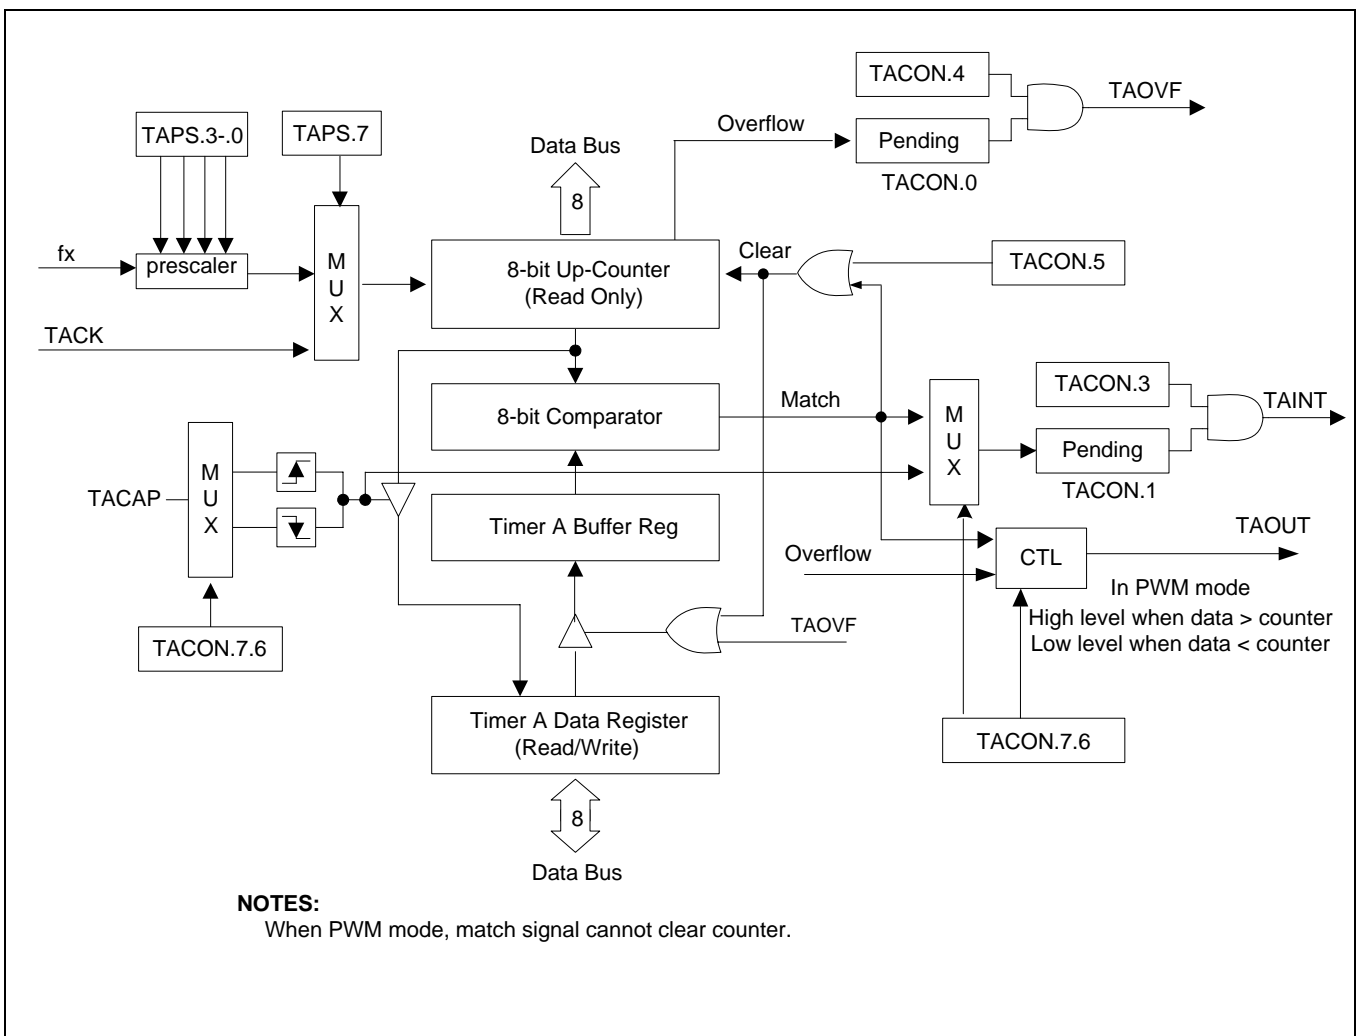 TACON.4
TAOVF
TAPS.3-.0
TAPS.7
Overflow
Pending
Data Bus
TACON.0
8
fx
prescaler
M
U
X
8-bit Up-Counter
(Read Only)
Clear
TACON.5
TACK
8-bit Comparator
Match
M
U
X
TACON.3
TAINT
Pending
TACON.1
TACAP
M
U
X
Timer A Buffer Reg
Overflow
CTL
TAOUT
In PWM mode
High level when data > counter
Low level when data < counter
TAOVF
TACON.7.6
Timer A Data Register
(Read/Write)
TACON.7.6
8
Data Bus
NOTES:
When PWM mode, match signal cannot clear counter.